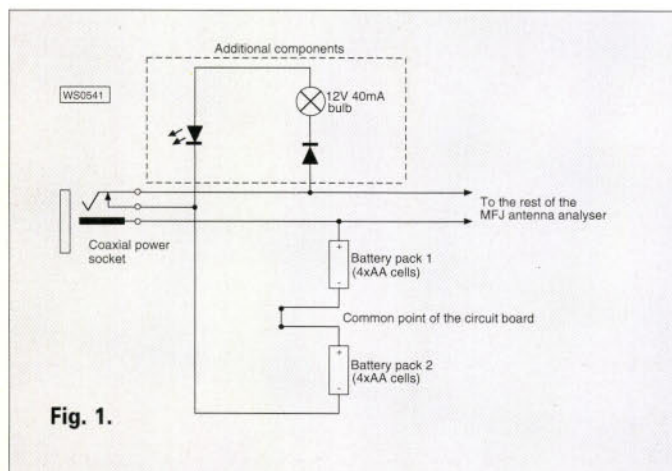 Additional components
WS0541
12V 40mA
bulb
To the rest of the
MFJ antenna analyser
Coaxial power
socket
+
Battery pack 1
(4xAA cells)
-
Common point of the circuit board
+
Battery pack 2
(4xAA cells)
-
Fig. 1.